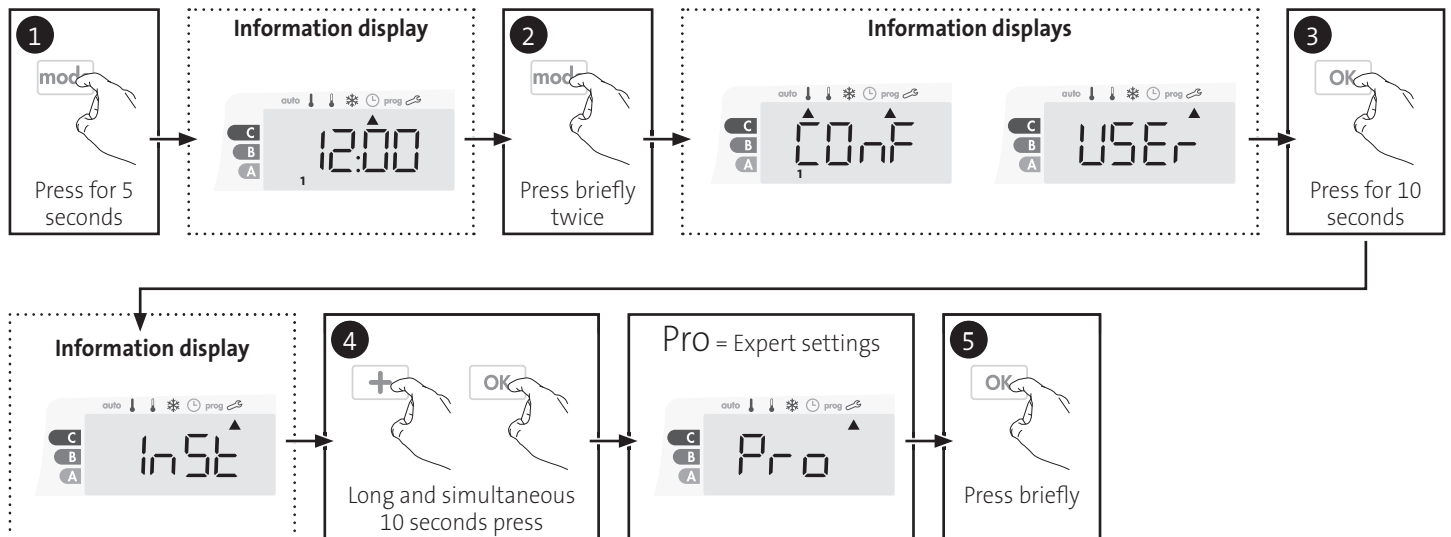 1
mod
Press for 5
seconds
Information display
auto prog
C
B
A
12:00
1
2
mod
Press briefly
twice
Information displays
auto prog
C
B
A
COnF
1
auto prog
C
B
A
USEr
3
OK
Press for 10
seconds
Information display
auto prog
C
B
A
InSt
4
+
OK
Long and simultaneous
10 seconds press
Pro = Expert settings
auto prog
C
B
A
Pro
5
OK
Press briefly